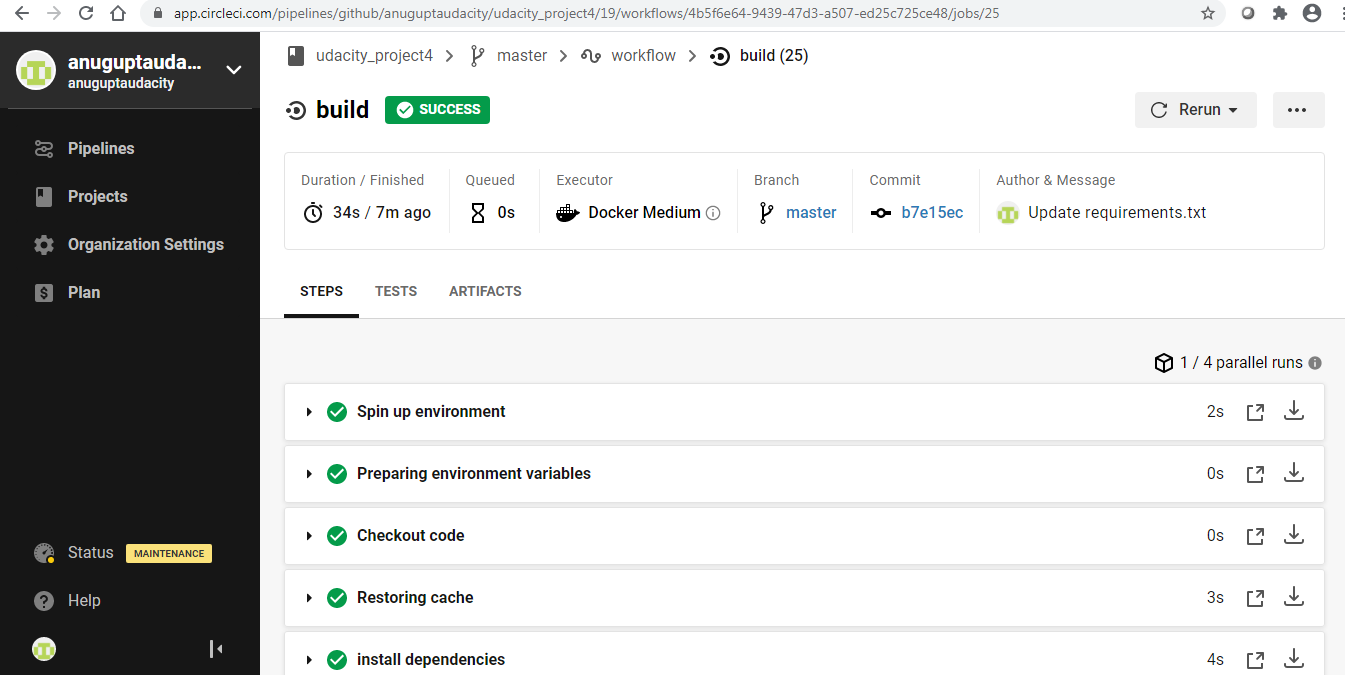 app.circleci.com/pipelines/github/anuguptaudacity/udacity_project4/19/workflows/4b5f6e64-9439-47d3-a507-ed25c725ce48/jobs/25
anuguptauda...
anuguptaudacity
Pipelines
Projects
Organization Settings
Plan
Status MAINTENANCE
Help
udacity_project4 master workflow build (25)
build SUCCESS
Rerun
Duration / Finished Queued Executor Branch Commit Author & Message
34s / 7m ago 0s Docker Medium master b7e15ec Update requirements.txt
STEPS TESTS ARTIFACTS
1 / 4 parallel runs
Spin up environment 2s
Preparing environment variables 0s
Checkout code 0s
Restoring cache 3s
install dependencies 4s